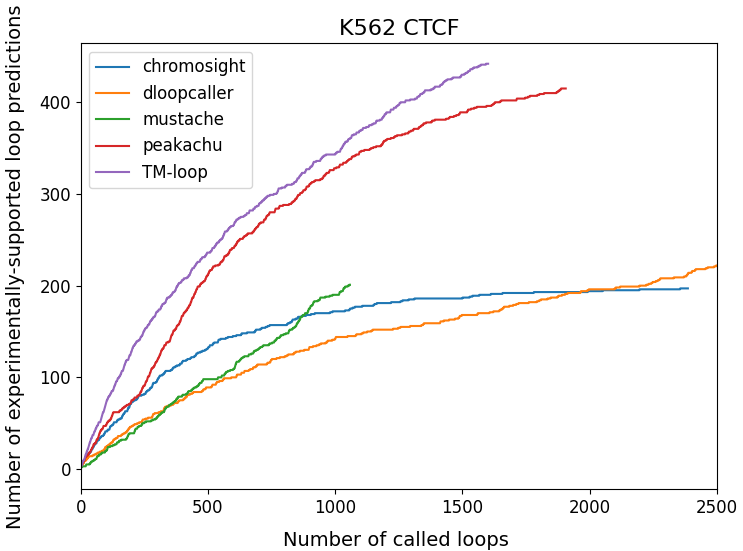 K562 CTCF
Number of experimentally-supported loop predictions
400
300
200
100
0
chromosight
dloopcaller
mustache
peakachu
TM-loop
0 500 1000 1500 2000 2500
Number of called loops